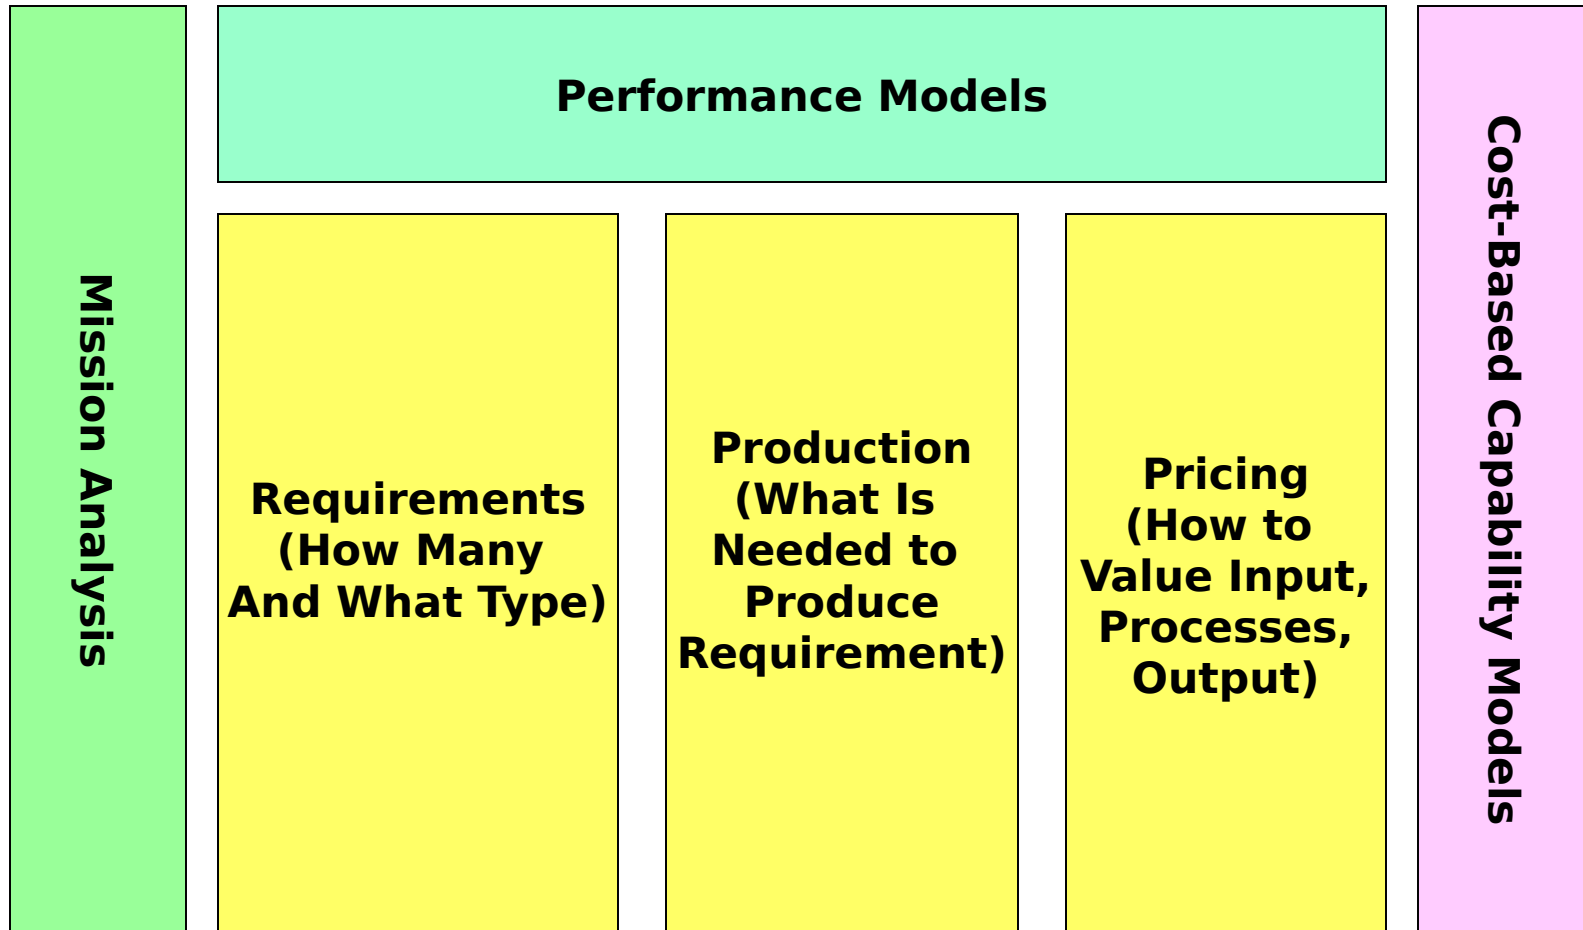 Mission Analysis
Performance Models
Requirements
(How Many
And What Type)
Production
(What Is
Needed to
Produce
Requirement)
Pricing
(How to
Value Input,
Processes,
Output)
Cost-Based Capability Models